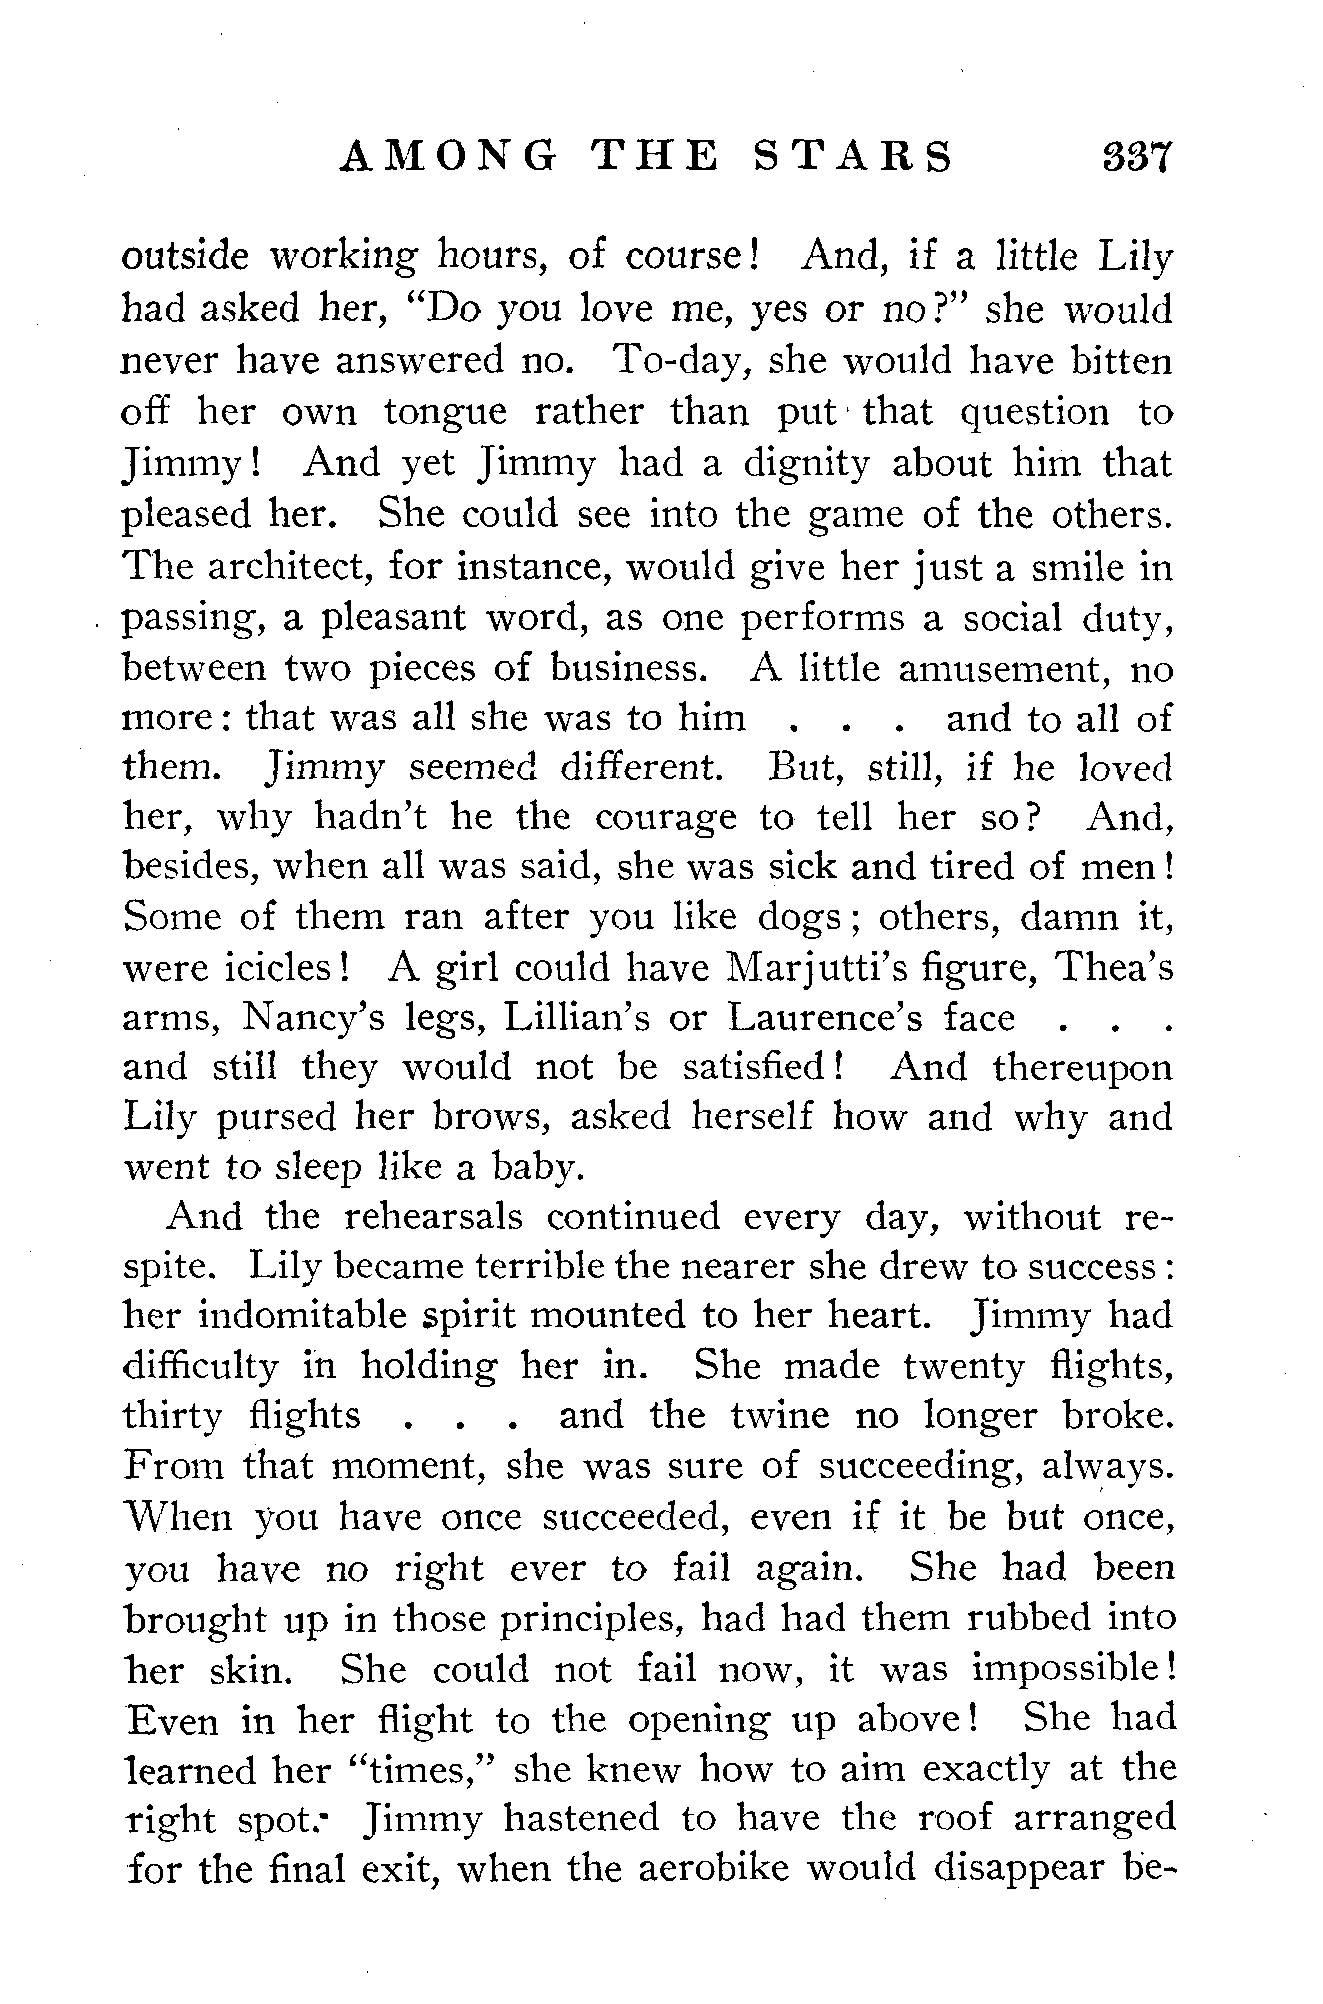 AMONG THE STARS 337
outside working hours, of course! And, if a little Lily
had asked her, "Do you love me, yes or no?" she would
never have answered no. To-day, she would have bitten
off her own tongue rather than put that question to
Jimmy! And yet Jimmy had a dignity about him that
pleased her. She could see into the game of the others.
The architect, for instance, would give her just a smile in
passing, a pleasant word, as one performs a social duty,
between two pieces of business. A little amusement, no
more: that was all she was to him . . . and to all of
them. Jimmy seemed different. But, still, if he loved
her, why hadn't he the courage to tell her so? And,
besides, when all was said, she was sick and tired of men!
Some of them ran after you like dogs; others, damn it,
were icicles! A girl could have Marjutti's figure, Thea's
arms, Nancy's legs, Lillian's or Laurence's face . . .
and still they would not be satisfied! And thereupon
Lily pursed her brows, asked herself how and why and
went to sleep like a baby.
And the rehearsals continued every day, without re-
spite. Lily became terrible the nearer she drew to success:
her indomitable spirit mounted to her heart. Jimmy had
difficulty in holding her in. She made twenty flights,
thirty flights . . . and the twine no longer broke.
From that moment, she was sure of succeeding, always.
When you have once succeeded, even if it be but once,
you have no right ever to fail again. She had been
brought up in those principles, had had them rubbed into
her skin. She could not fail now, it was impossible!
Even in her flight to the opening up above! She had
learned her "times," she knew how to aim exactly at the
right spot. Jimmy hastened to have the roof arranged
for the final exit, when the aerobike would disappear be-